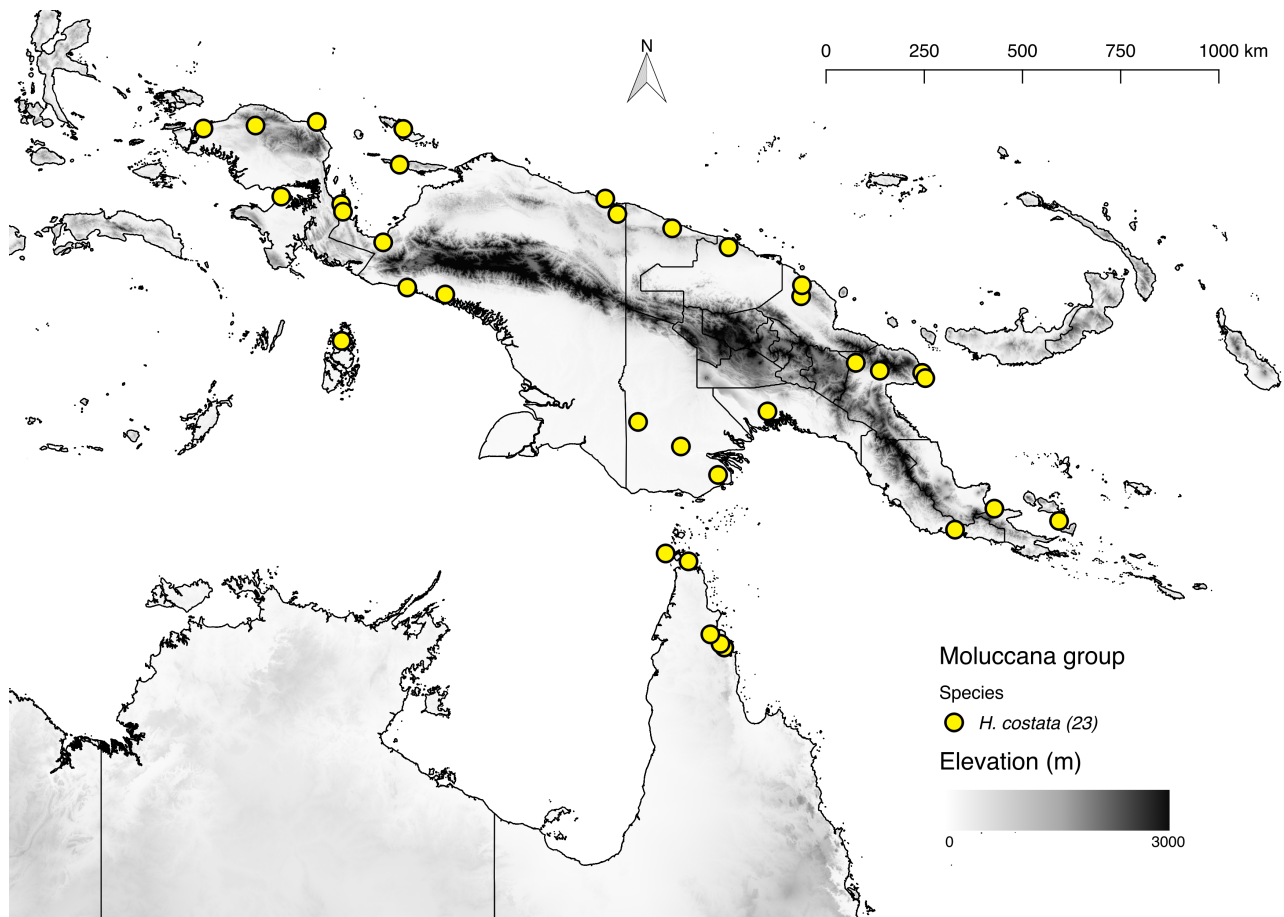 N
0 250 500 750 1000 km
Moluccana group
Species
H. costata (23)
Elevation (m)
0 3000